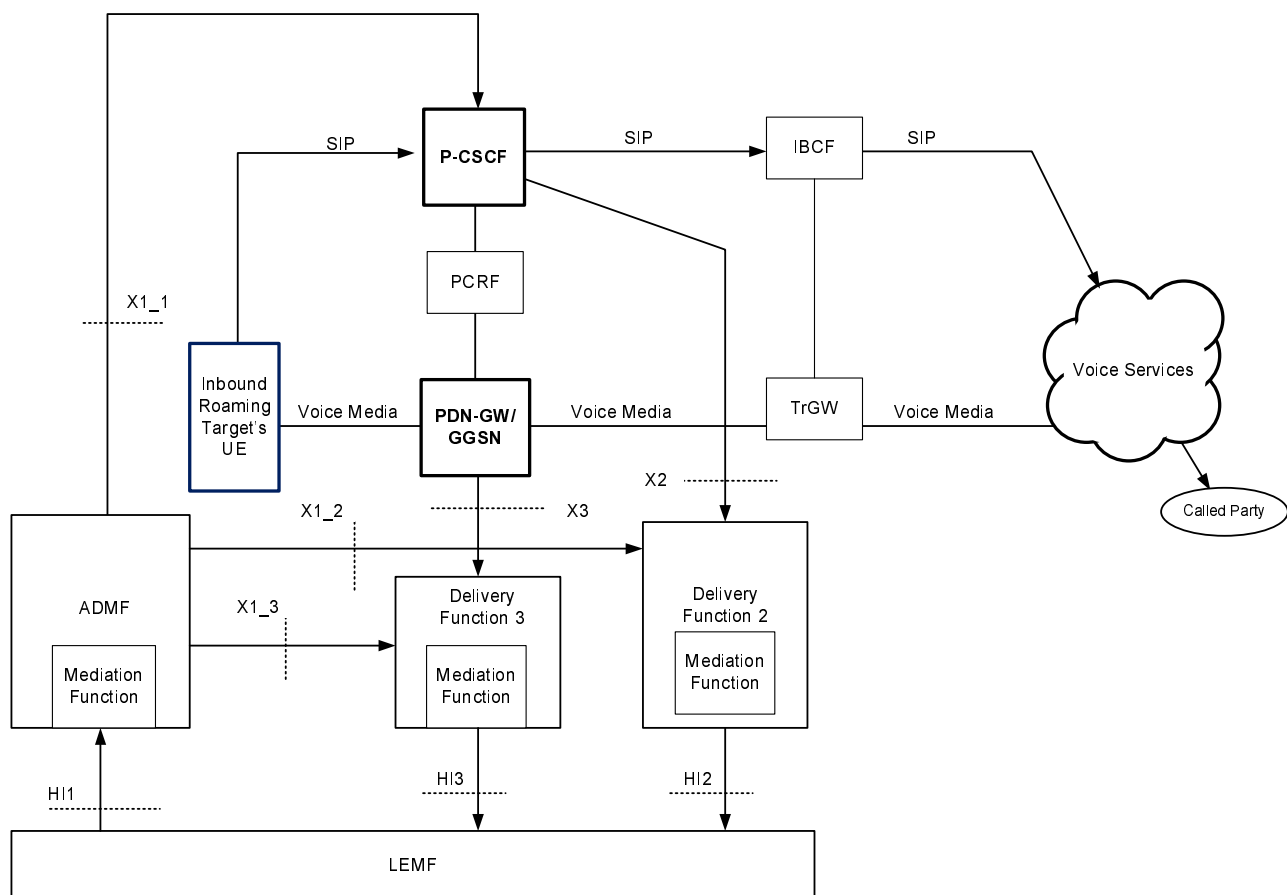 SIP
P-CSCF
SIP
IBCF
SIP
PCRF
X1_1
Inbound
Roaming
Target's
UE
Voice Media
PDN-GW/
GGSN
Voice Media
TrGW
Voice Media
Voice Services
X2
X1_2
X3
Called Party
ADMF
Mediation
Function
X1_3
Delivery
Function 3
Mediation
Function
Delivery
Function 2
Mediation
Function
HI1
HI3
HI2
LEMF